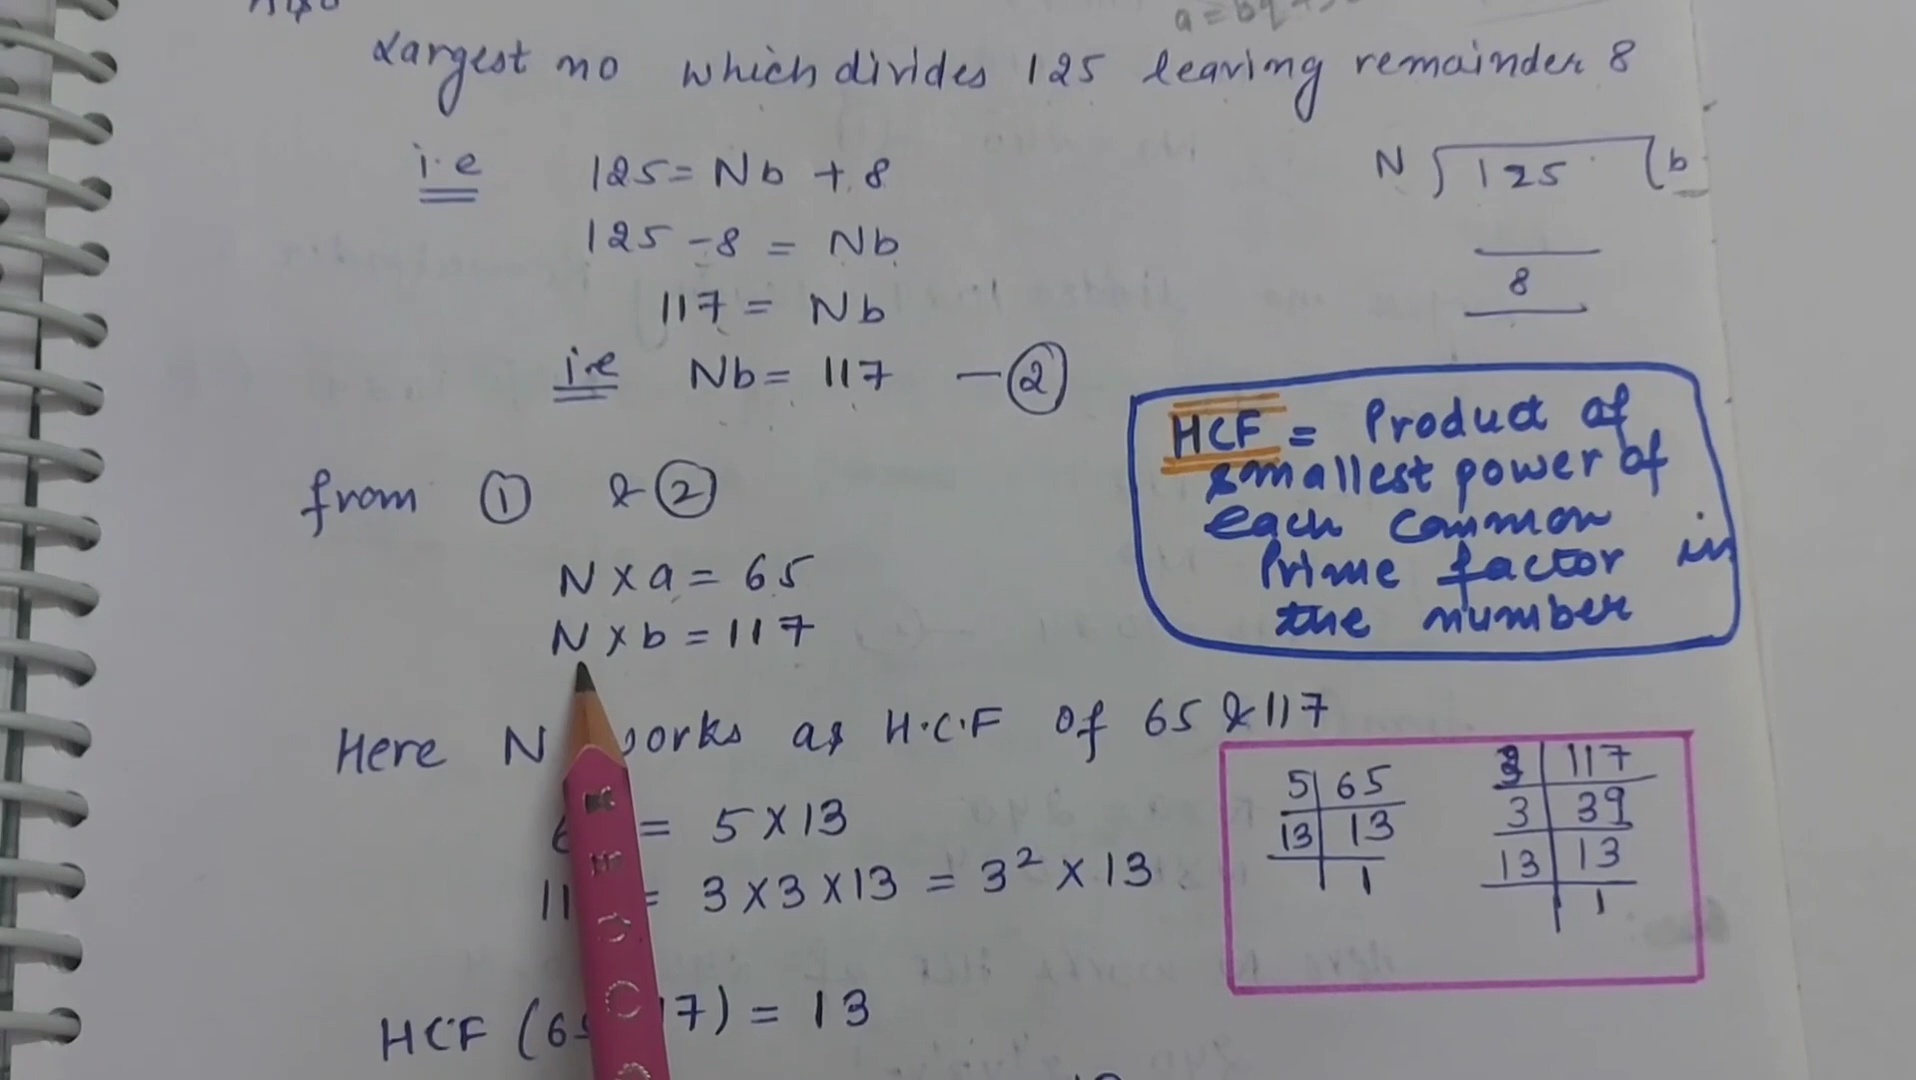 Largest no which divides 125 leaving remainder 8
i.e 125 = Nb + 8
N ) 125 ( b
125 - 8 = Nb
8
117 = Nb
i.e Nb = 117 — ②
HCF = Product of
smallest power of
each common
Prime factor in
the number
from ① & ②
N × a = 65
N × b = 117
Here N works as H.C.F of 65 & 117
5 | 65
13 | 13
1
3 | 117
3 | 39
13 | 13
1
= 5 × 13
11 = 3 × 3 × 13 = 3² × 13
HCF (6 17) = 13